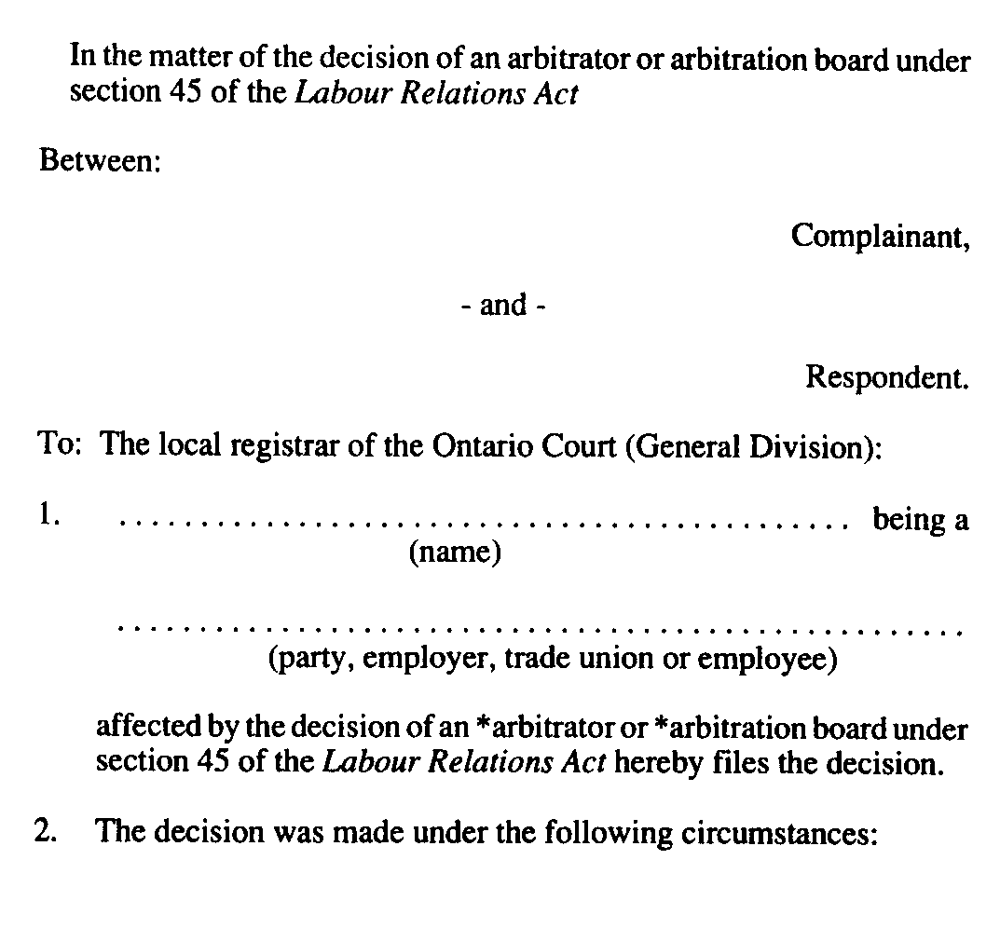 In the matter of the decision of an arbitrator or arbitration board under
section 45 of the Labour Relations Act
Between:
Complainant,
- and -
Respondent.
To: The local registrar of the Ontario Court (General Division):
1. ............................................. being a
(name)
....................................................
(party, employer, trade union or employee)
affected by the decision of an *arbitrator or *arbitration board under
section 45 of the Labour Relations Act hereby files the decision.
2. The decision was made under the following circumstances: